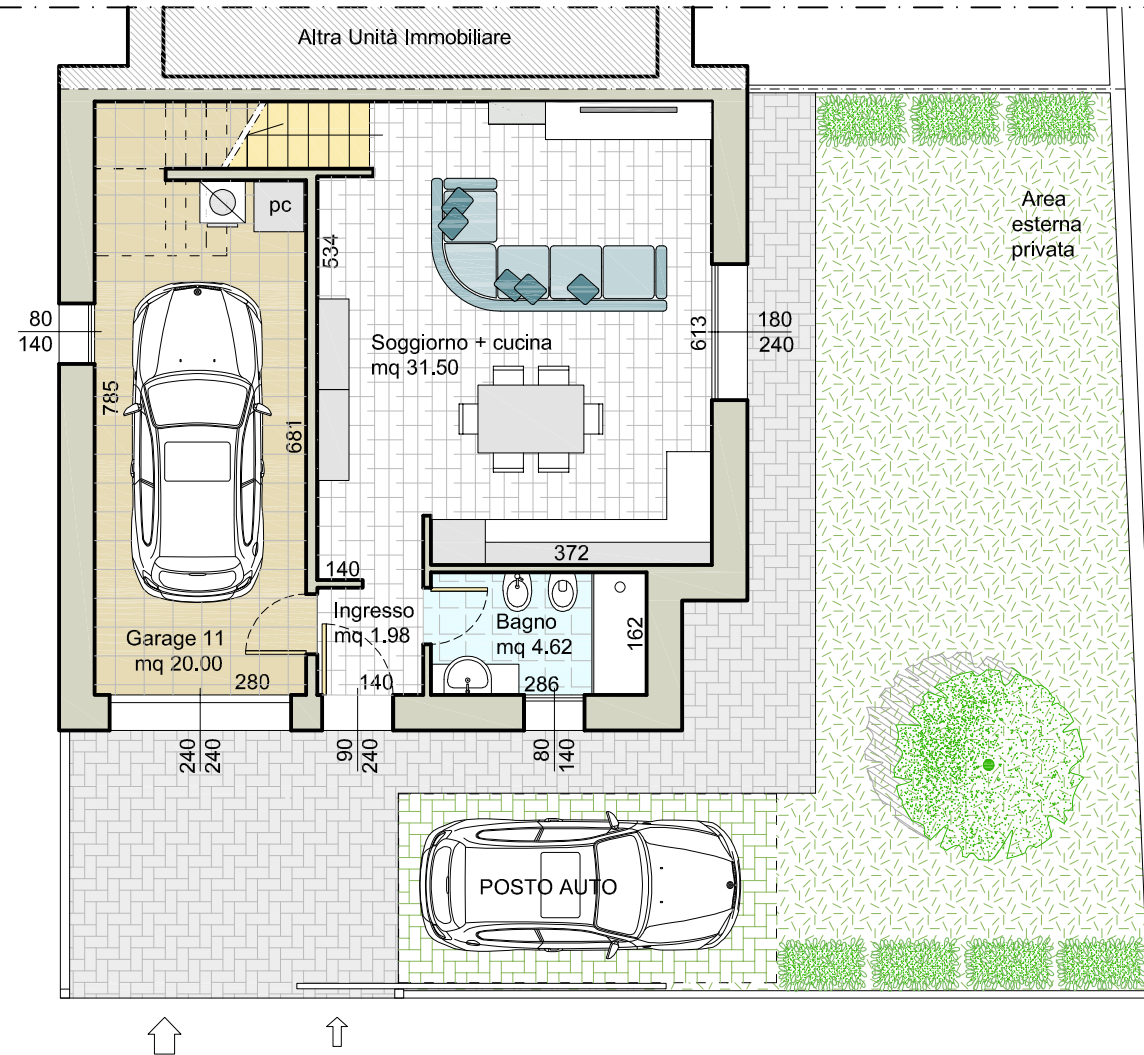 Altra Unità Immobiliare
Area
esterna
privata
pc
534
80
140
Soggiorno + cucina
mq 31.50
613
180
240
785
681
372
140
Ingresso
mq 1.98
Bagno
mq 4.62
162
Garage 11
mq 20.00
280
140
286
240
240
90
240
80
140
POSTO AUTO